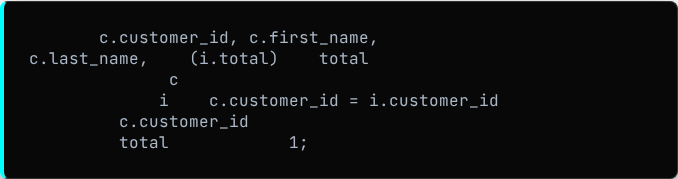 c.customer_id, c.first_name,
c.last_name, (i.total) total
c
i c.customer_id = i.customer_id
c.customer_id
total 1;